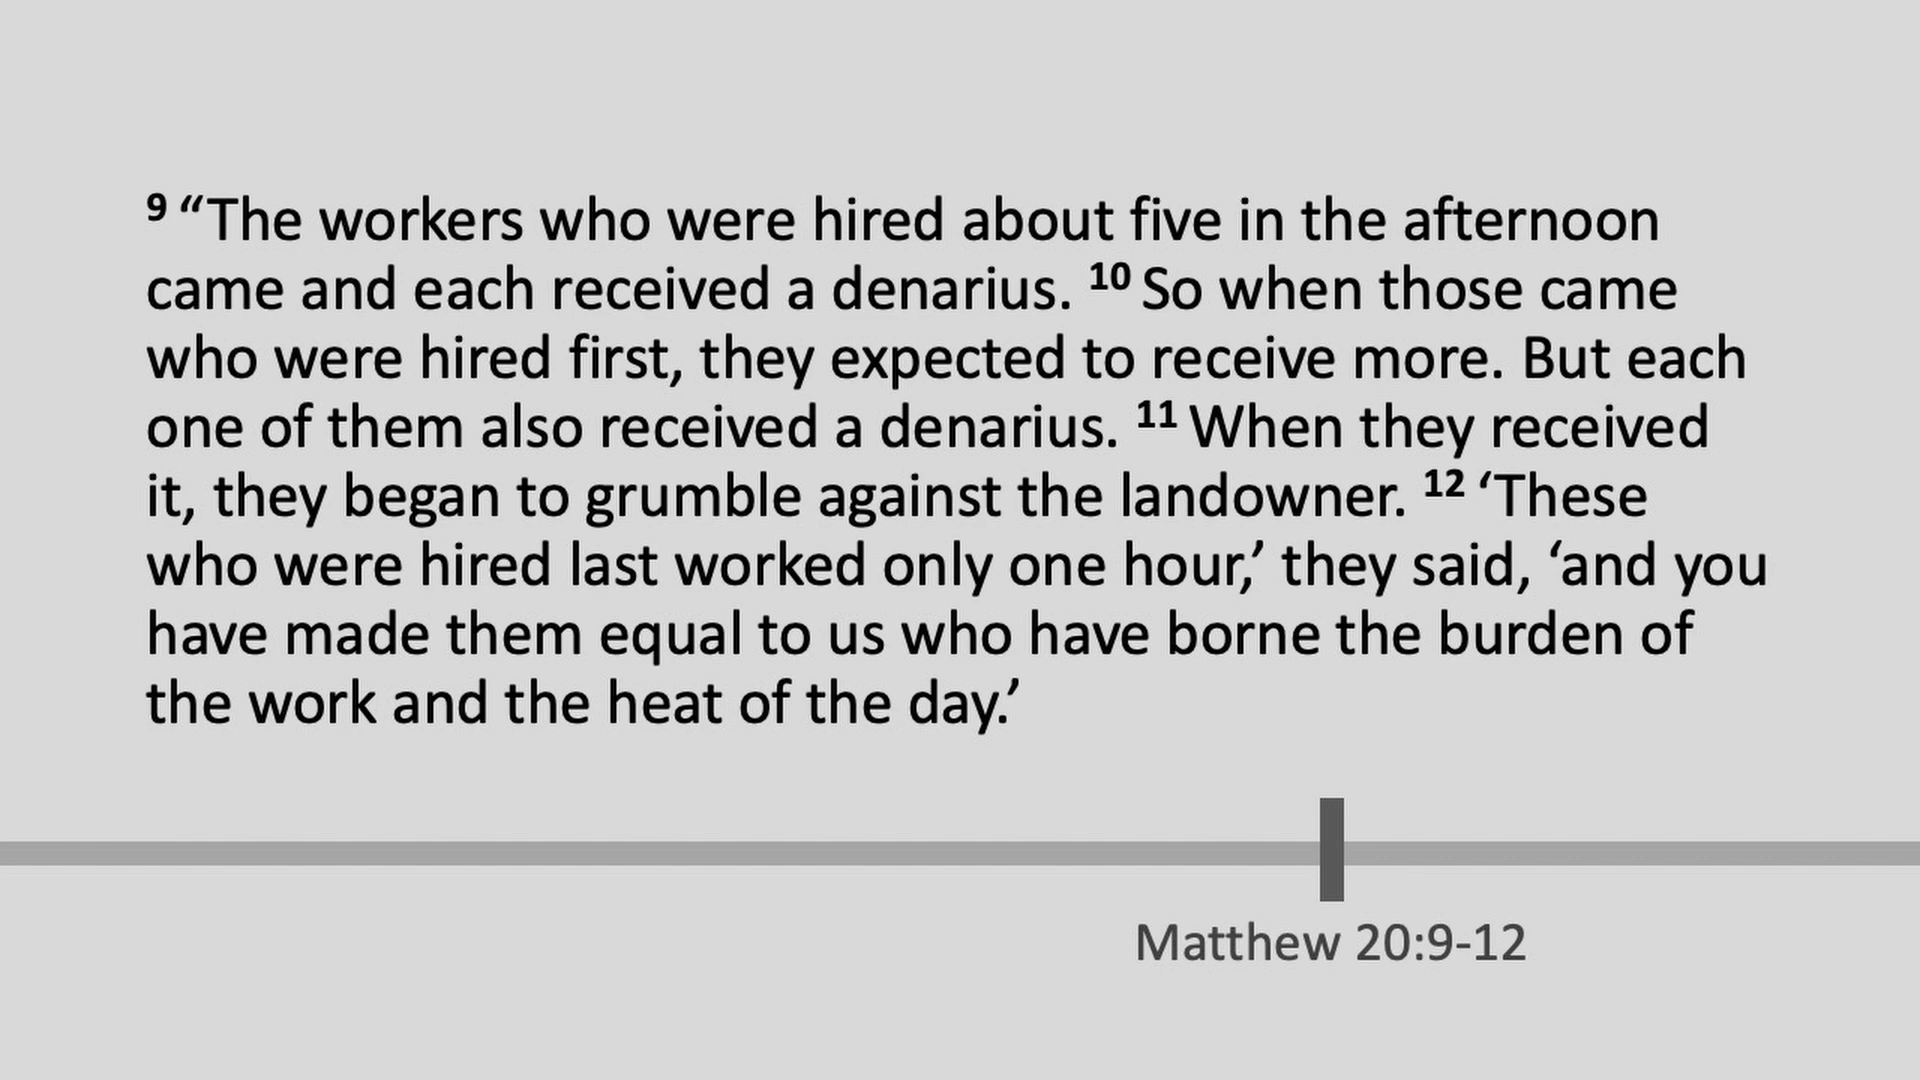 9 “The workers who were hired about five in the afternoon
came and each received a denarius. 10 So when those came
who were hired first, they expected to receive more. But each
one of them also received a denarius. 11 When they received
it, they began to grumble against the landowner. 12 ‘These
who were hired last worked only one hour,’ they said, ‘and you
have made them equal to us who have borne the burden of
the work and the heat of the day.’
Matthew 20:9-12